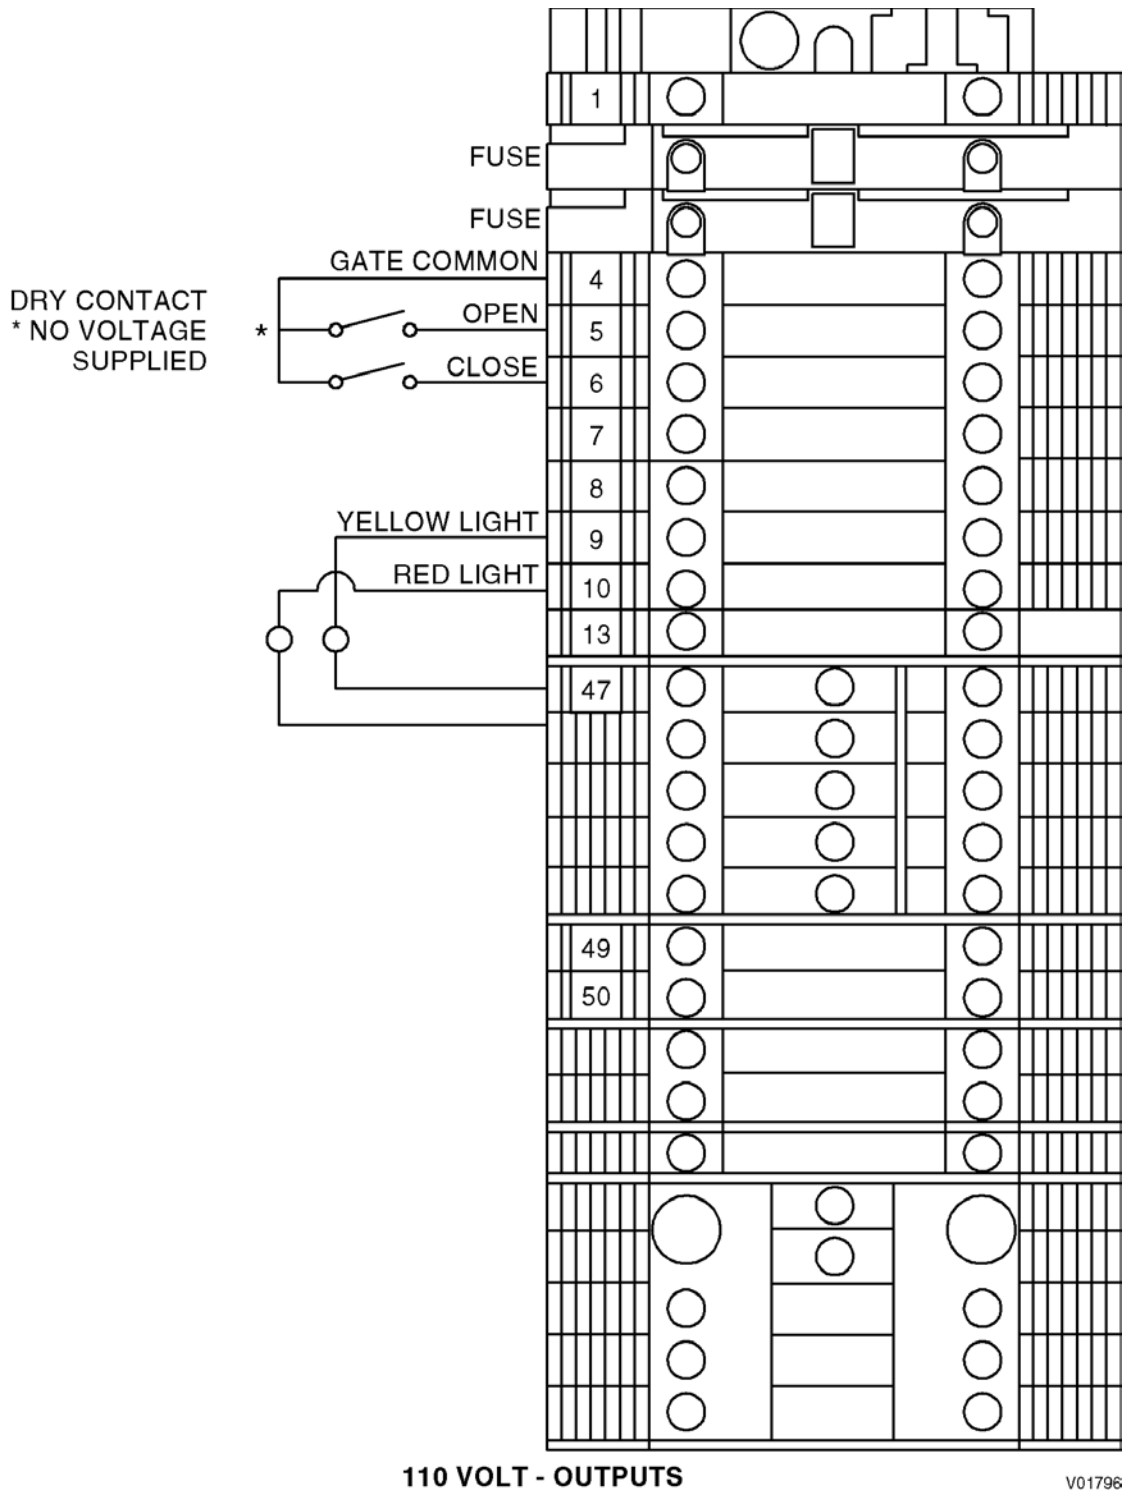 1
FUSE
FUSE
GATE COMMON
4
DRY CONTACT
* NO VOLTAGE
SUPPLIED
*
OPEN
5
CLOSE
6
7
8
YELLOW LIGHT
9
RED LIGHT
10
13
47
49
50
110 VOLT - OUTPUTS
V01796